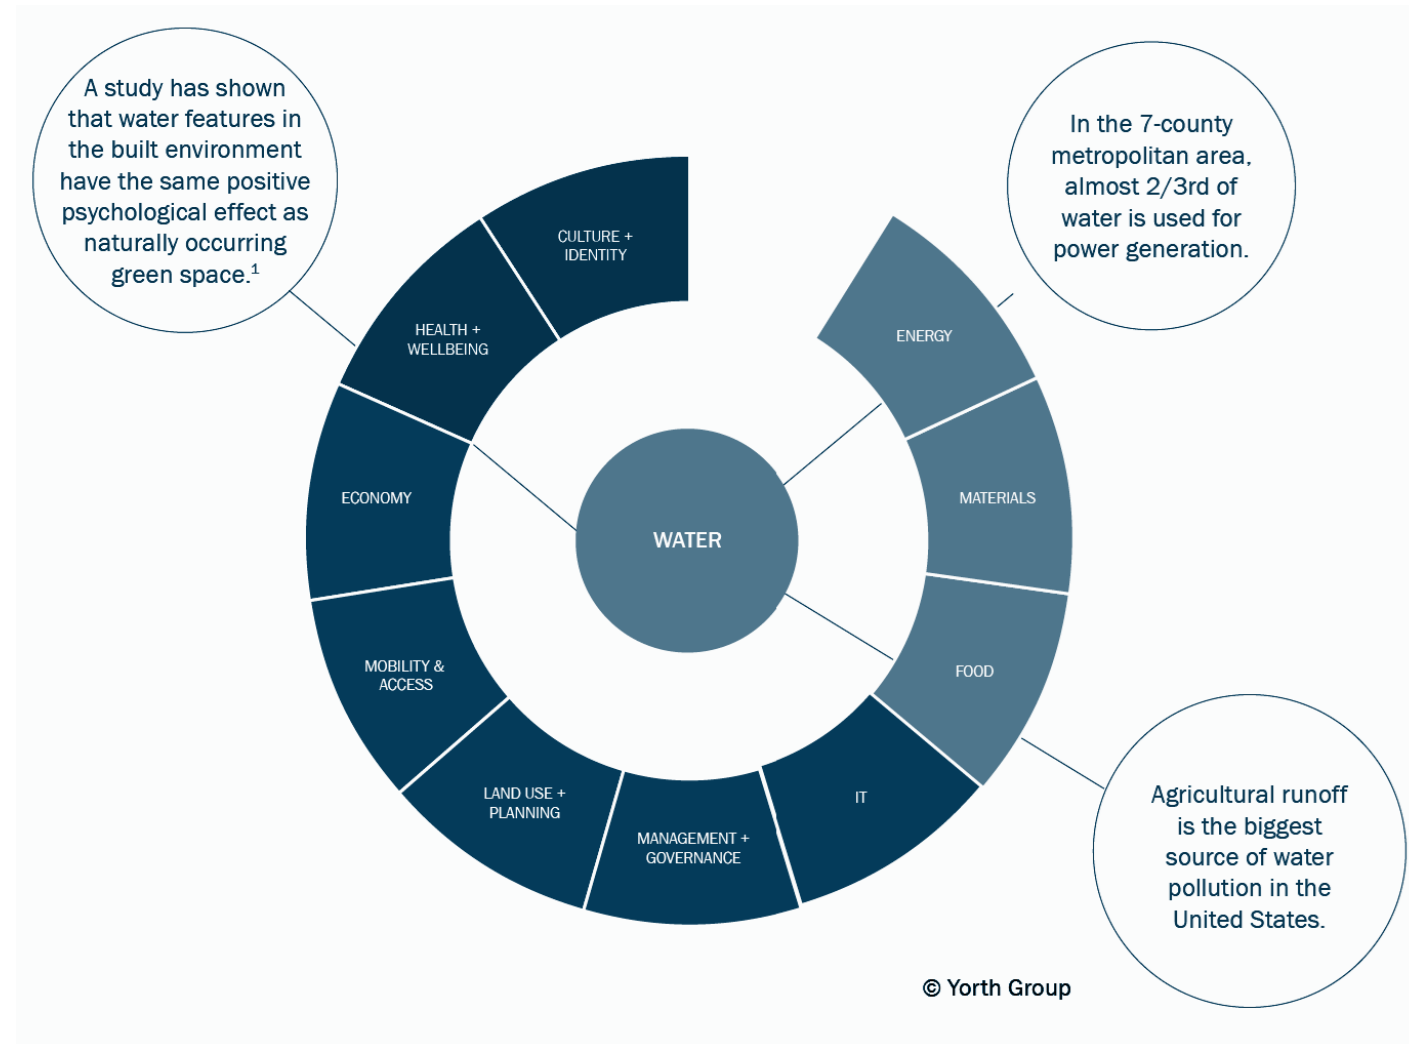 A study has shown
that water features in
the built environment
have the same positive
psychological effect as
naturally occurring
green space.¹
In the 7-county
metropolitan area,
almost 2/3rd of
water is used for
power generation.
CULTURE +
IDENTITY
HEALTH +
WELLBEING
ENERGY
ECONOMY
MATERIALS
WATER
MOBILITY &
ACCESS
FOOD
LAND USE +
PLANNING
MANAGEMENT +
GOVERNANCE
IT
Agricultural runoff
is the biggest
source of water
pollution in the
United States.
© Yorth Group